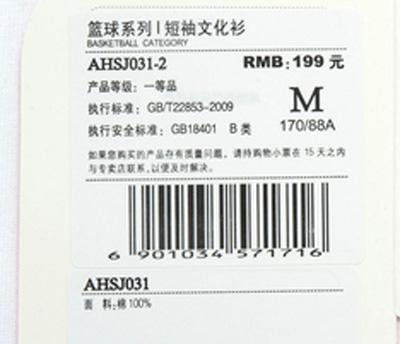 篮球系列 | 短袖文化衫
BASKETBALL CATEGORY
AHSJ031-2 RMB: 199 元
产品等级: 一等品
执行标准: GB/T22853-2009
M
执行安全标准: GB18401 B 类
170/88A
如果您购买的产品存有质量问题, 请持购物小票在 15 天之内
与专卖店联系, 以便及时解决。
6 901034 571716
AHSJ031
面 料: 棉 100%